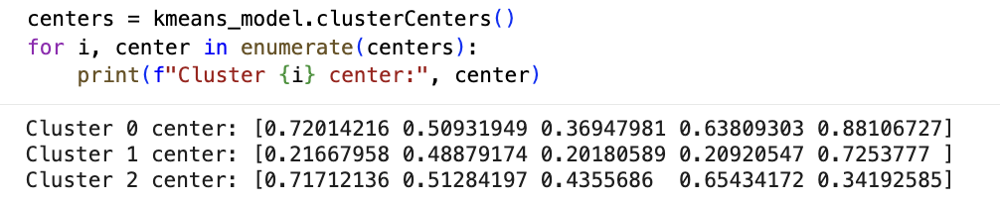 centers = kmeans_model.clusterCenters()
for i, center in enumerate(centers):
    print(f"Cluster {i} center:", center)
Cluster 0 center: [0.72014216 0.50931949 0.36947981 0.63809303 0.88106727]
Cluster 1 center: [0.21667958 0.48879174 0.20180589 0.20920547 0.7253777 ]
Cluster 2 center: [0.71712136 0.51284197 0.4355686  0.65434172 0.34192585]